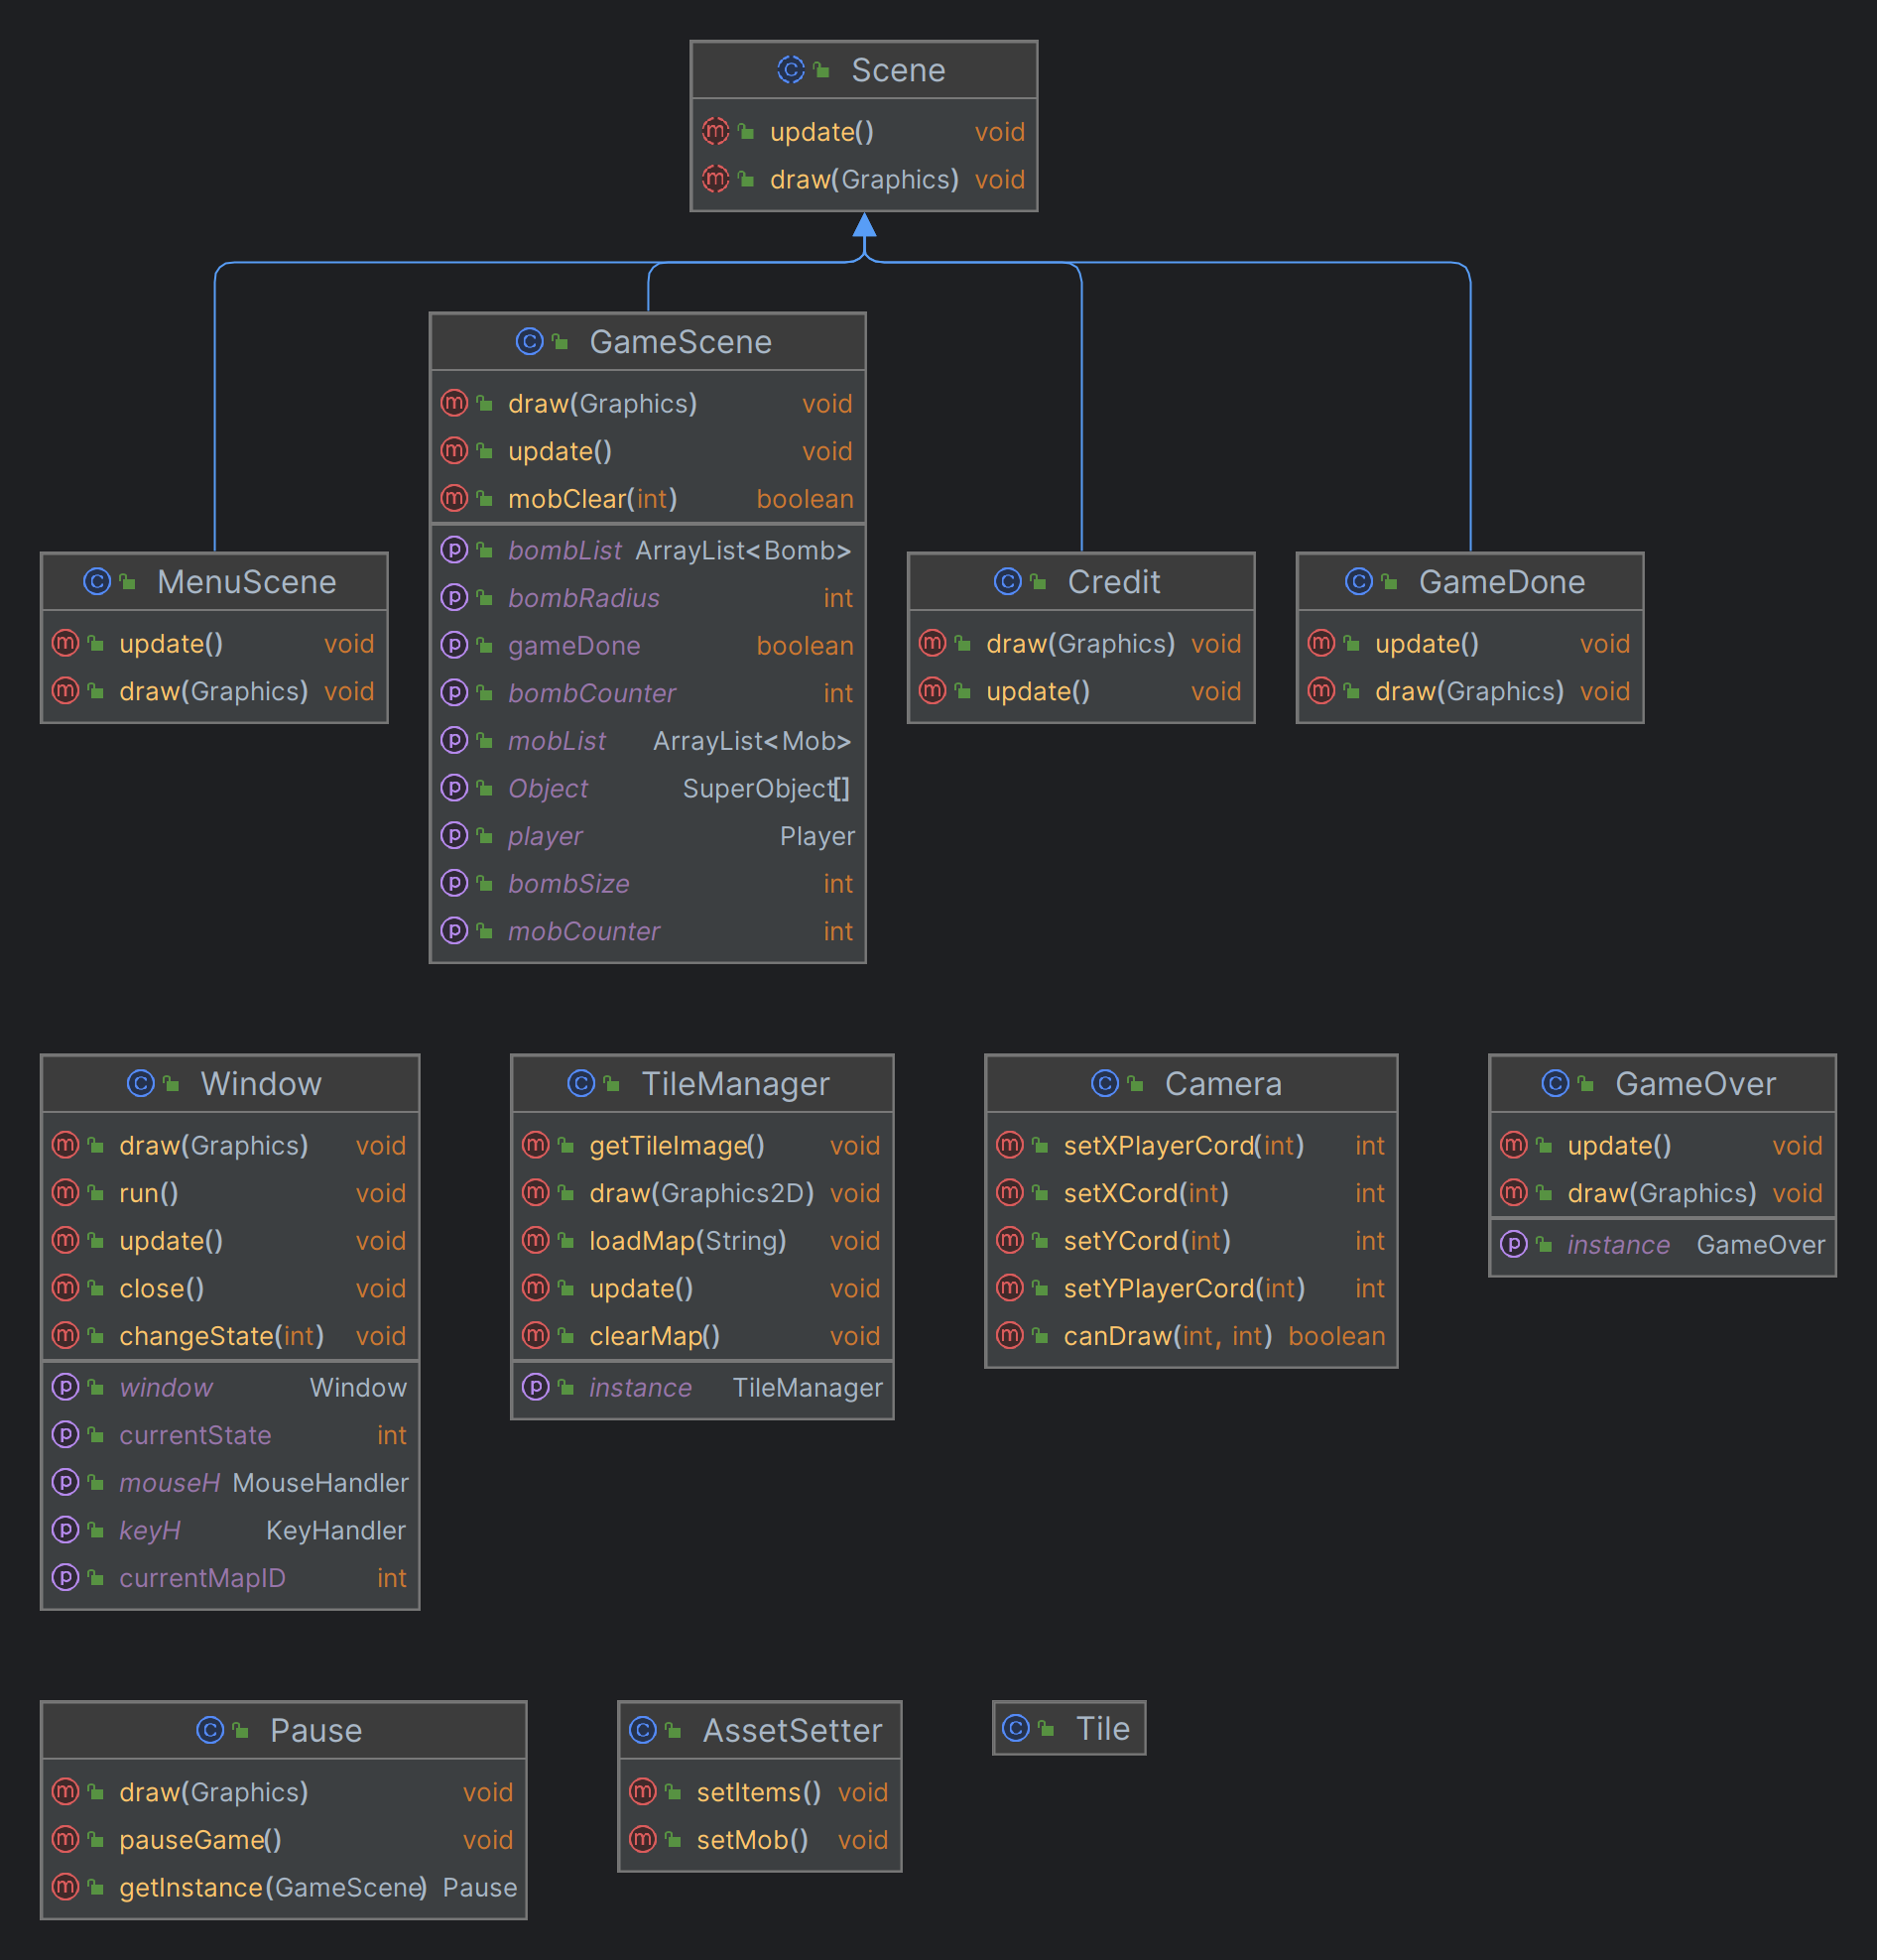 Scene
update() void
draw(Graphics) void
GameScene
draw(Graphics) void
update() void
mobClear(int) boolean
bombList ArrayList<Bomb>
bombRadius int
gameDone boolean
bombCounter int
mobList ArrayList<Mob>
Object SuperObject[]
player Player
bombSize int
mobCounter int
MenuScene
update() void
draw(Graphics) void
Credit
draw(Graphics) void
update() void
GameDone
update() void
draw(Graphics) void
Window
draw(Graphics) void
run() void
update() void
close() void
changeState(int) void
window Window
currentState int
mouseH MouseHandler
keyH KeyHandler
currentMapID int
TileManager
getTileImage() void
draw(Graphics2D) void
loadMap(String) void
update() void
clearMap() void
instance TileManager
Camera
setXPlayerCord(int) int
setXCord(int) int
setYCord(int) int
setYPlayerCord(int) int
canDraw(int, int) boolean
GameOver
update() void
draw(Graphics) void
instance GameOver
Pause
draw(Graphics) void
pauseGame() void
getInstance(GameScene) Pause
AssetSetter
setItems() void
setMob() void
Tile